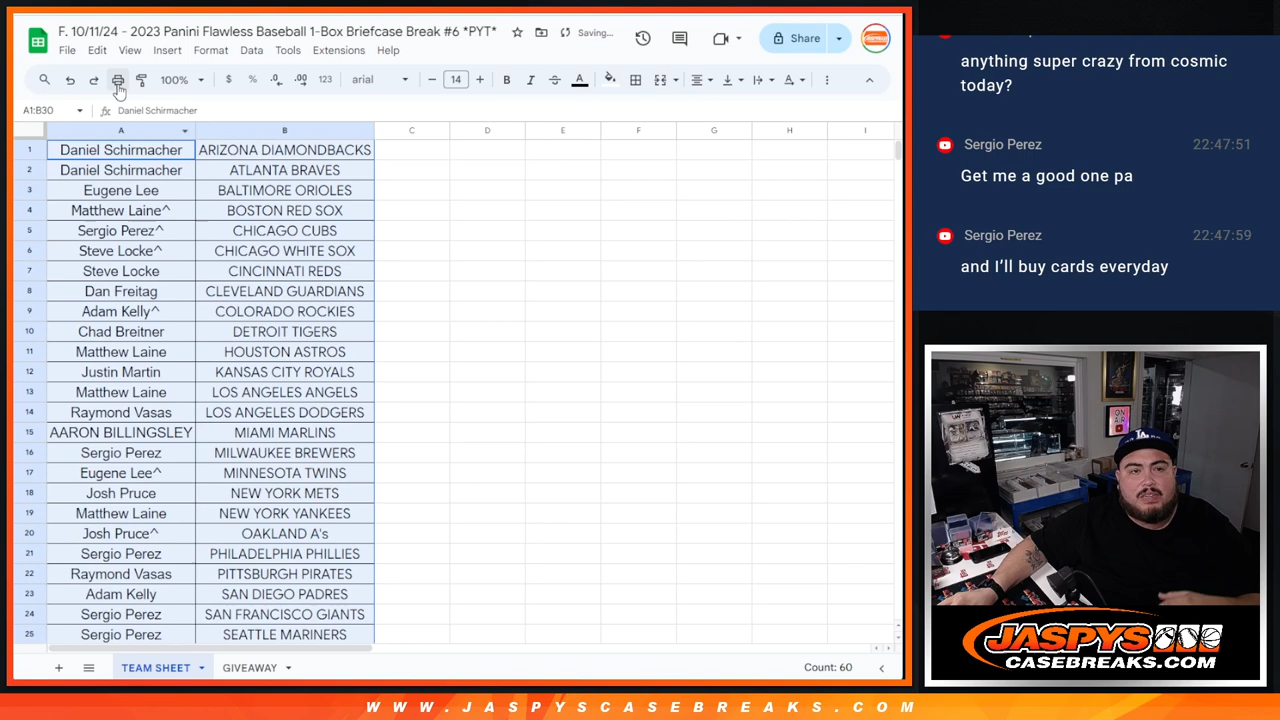 F. 10/11/24 - 2023 Panini Flawless Baseball 1-Box Briefcase Break #6 *PYT*
Saving...
File Edit View Insert Format Data Tools Extensions Help
Share
100% $ % .0 .00 123 arial 14 B I A
A1:B30 fx Daniel Schirmacher
A B C D E F G H I
1 Daniel Schirmacher ARIZONA DIAMONDBACKS
2 Daniel Schirmacher ATLANTA BRAVES
3 Eugene Lee BALTIMORE ORIOLES
4 Matthew Laine^ BOSTON RED SOX
5 Sergio Perez^ CHICAGO CUBS
6 Steve Locke^ CHICAGO WHITE SOX
7 Steve Locke CINCINNATI REDS
8 Dan Freitag CLEVELAND GUARDIANS
9 Adam Kelly^ COLORADO ROCKIES
10 Chad Breitner DETROIT TIGERS
11 Matthew Laine HOUSTON ASTROS
12 Justin Martin KANSAS CITY ROYALS
13 Matthew Laine LOS ANGELES ANGELS
14 Raymond Vasas LOS ANGELES DODGERS
15 AARON BILLINGSLEY MIAMI MARLINS
16 Sergio Perez MILWAUKEE BREWERS
17 Eugene Lee^ MINNESOTA TWINS
18 Josh Pruce NEW YORK METS
19 Matthew Laine NEW YORK YANKEES
20 Josh Pruce^ OAKLAND A's
21 Sergio Perez PHILADELPHIA PHILLIES
22 Raymond Vasas PITTSBURGH PIRATES
23 Adam Kelly SAN DIEGO PADRES
24 Sergio Perez SAN FRANCISCO GIANTS
25 Sergio Perez SEATTLE MARINERS
TEAM SHEET GIVEAWAY Count: 60
anything super crazy from cosmic
today?
Sergio Perez 22:47:51
Get me a good one pa
Sergio Perez 22:47:59
and I'll buy cards everyday
ON
AIR
LA
JASPYS
CASEBREAKS.COM
WWW.JASPYSCASEBREAKS.COM